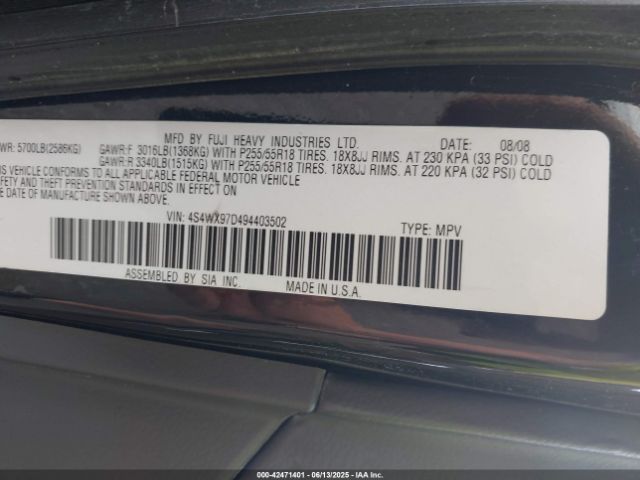 MFD BY FUJI HEAVY INDUSTRIES LTD. DATE: 08/08
WR: 5700LB(2586KG) GAWR:F 3016LB(1368KG) WITH P255/55R18 TIRES. 18X8JJ RIMS. AT 230 KPA (33 PSI) COLD
GAWR:R 3340LB(1515KG) WITH P255/55R18 TIRES. 18X8JJ RIMS. AT 220 KPA (32 PSI) COLD
IS VEHICLE CONFORMS TO ALL APPLICABLE FEDERAL MOTOR VEHICLE
AFETY AND THEFT PREVENTION STANDARDS IN EFFECT ON THE
DATE OF MANUFACTURE SHOWN ABOVE.
VIN: 4S4WX97D494403502 TYPE: MPV
ASSEMBLED BY SIA INC. MADE IN U.S.A.
000-42471401 - 06/13/2025 - IAA Inc.